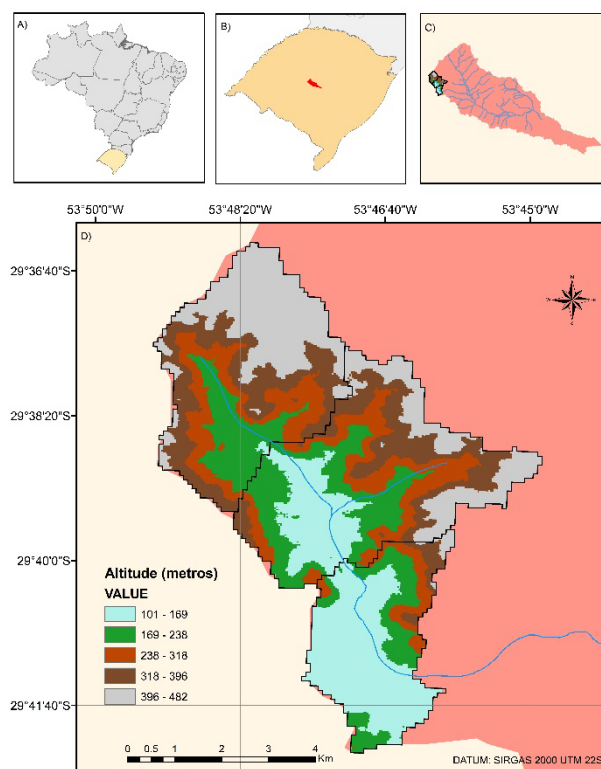 A)
B)
C)
53°50'0"W 53°48'20"W 53°46'40"W 53°45'0"W
D)
29°36'40"S
N
29°38'20"S
29°40'0"S
Altitude (metros)
VALUE
101 - 169
169 - 238
238 - 318
318 - 396
396 - 482
29°41'40"S
0 0.5 1 2 3 4
Km
DATUM: SIRGAS 2000 UTM 22S